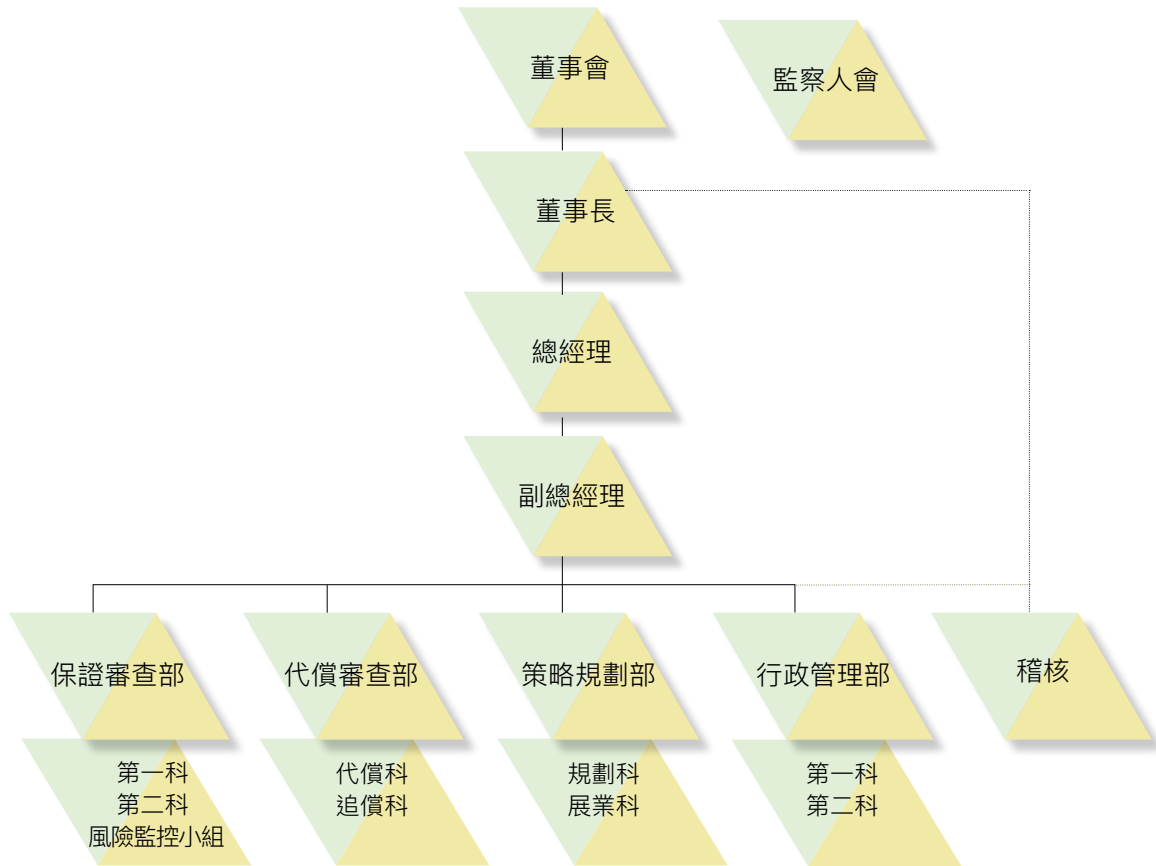 董事會
監察人會
董事長
總經理
副總經理
保證審查部
代償審查部
策略規劃部
行政管理部
稽核
第一科
第二科
風險監控小組
代償科
追償科
規劃科
展業科
第一科
第二科